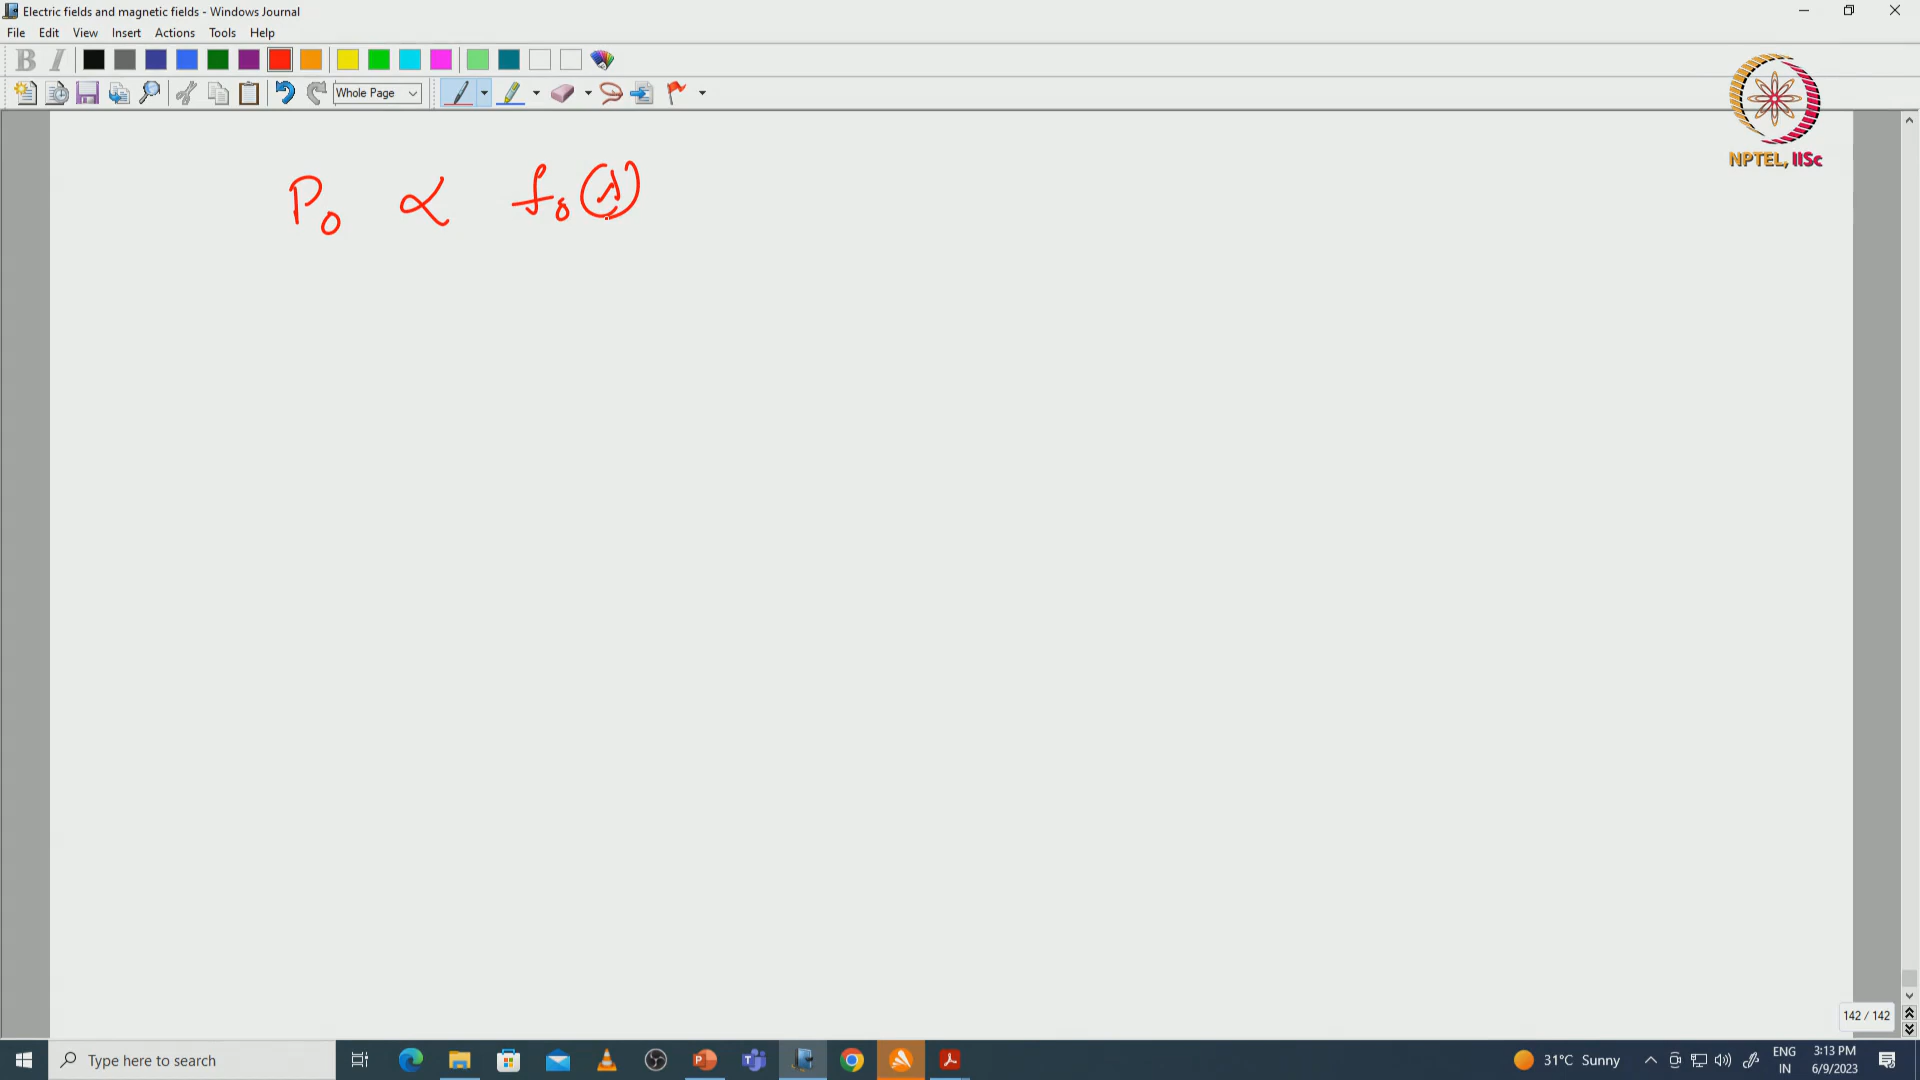 Electric fields and magnetic fields - Windows Journal
File Edit View Insert Actions Tools Help
B I
Whole Page
NPTEL, IISc
P₀ ∝ f₀
142 / 142
Type here to search
31°C Sunny
ENG
IN
3:13 PM
6/9/2023